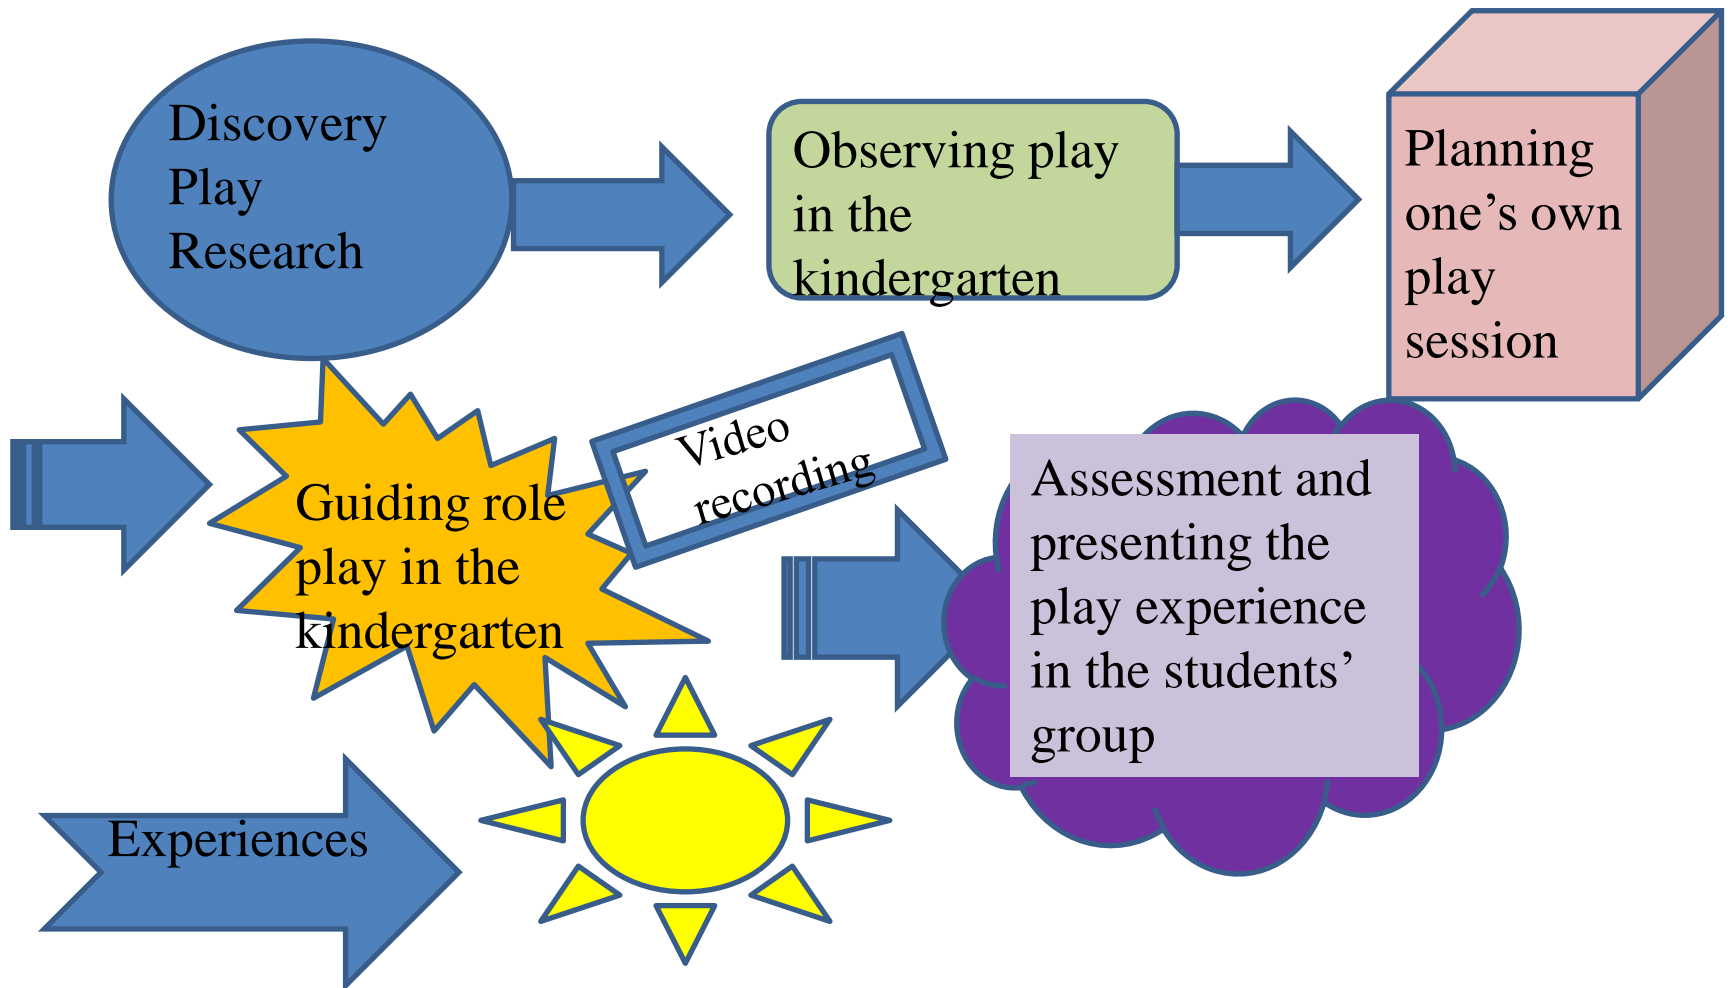 Discovery
Play
Research
Observing play
in the
kindergarten
Planning
one’s own
play
session
Guiding role
play in the
kindergarten
Video
recording
Assessment and
presenting the
play experience
in the students’
group
Experiences